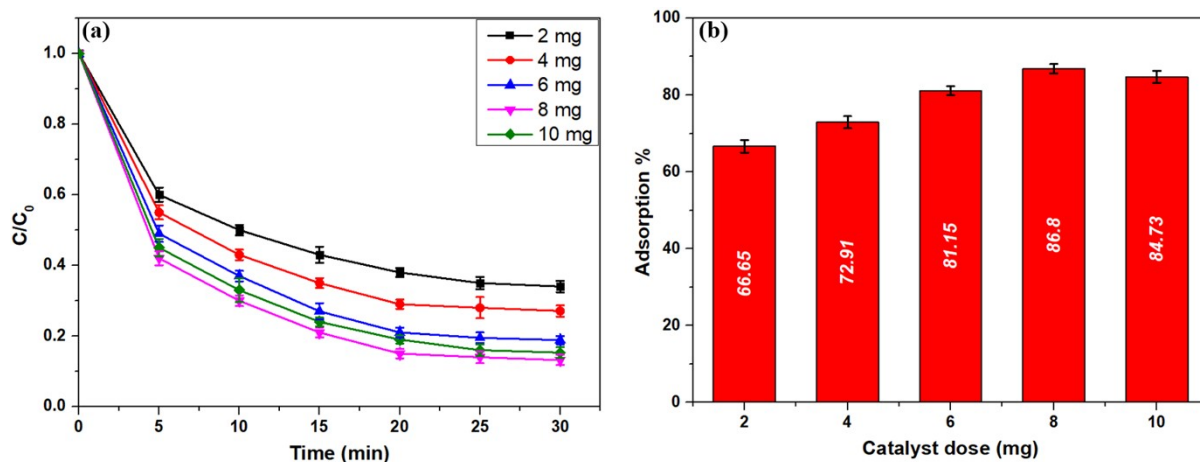 (a)
2 mg
4 mg
6 mg
8 mg
10 mg
1.0
0.8
0.6
0.4
0.2
0.0
C/C0
0 5 10 15 20 25 30
Time (min)
(b)
100
80
60
40
20
0
Adsorption %
66.65
72.91
81.15
86.8
84.73
2 4 6 8 10
Catalyst dose (mg)